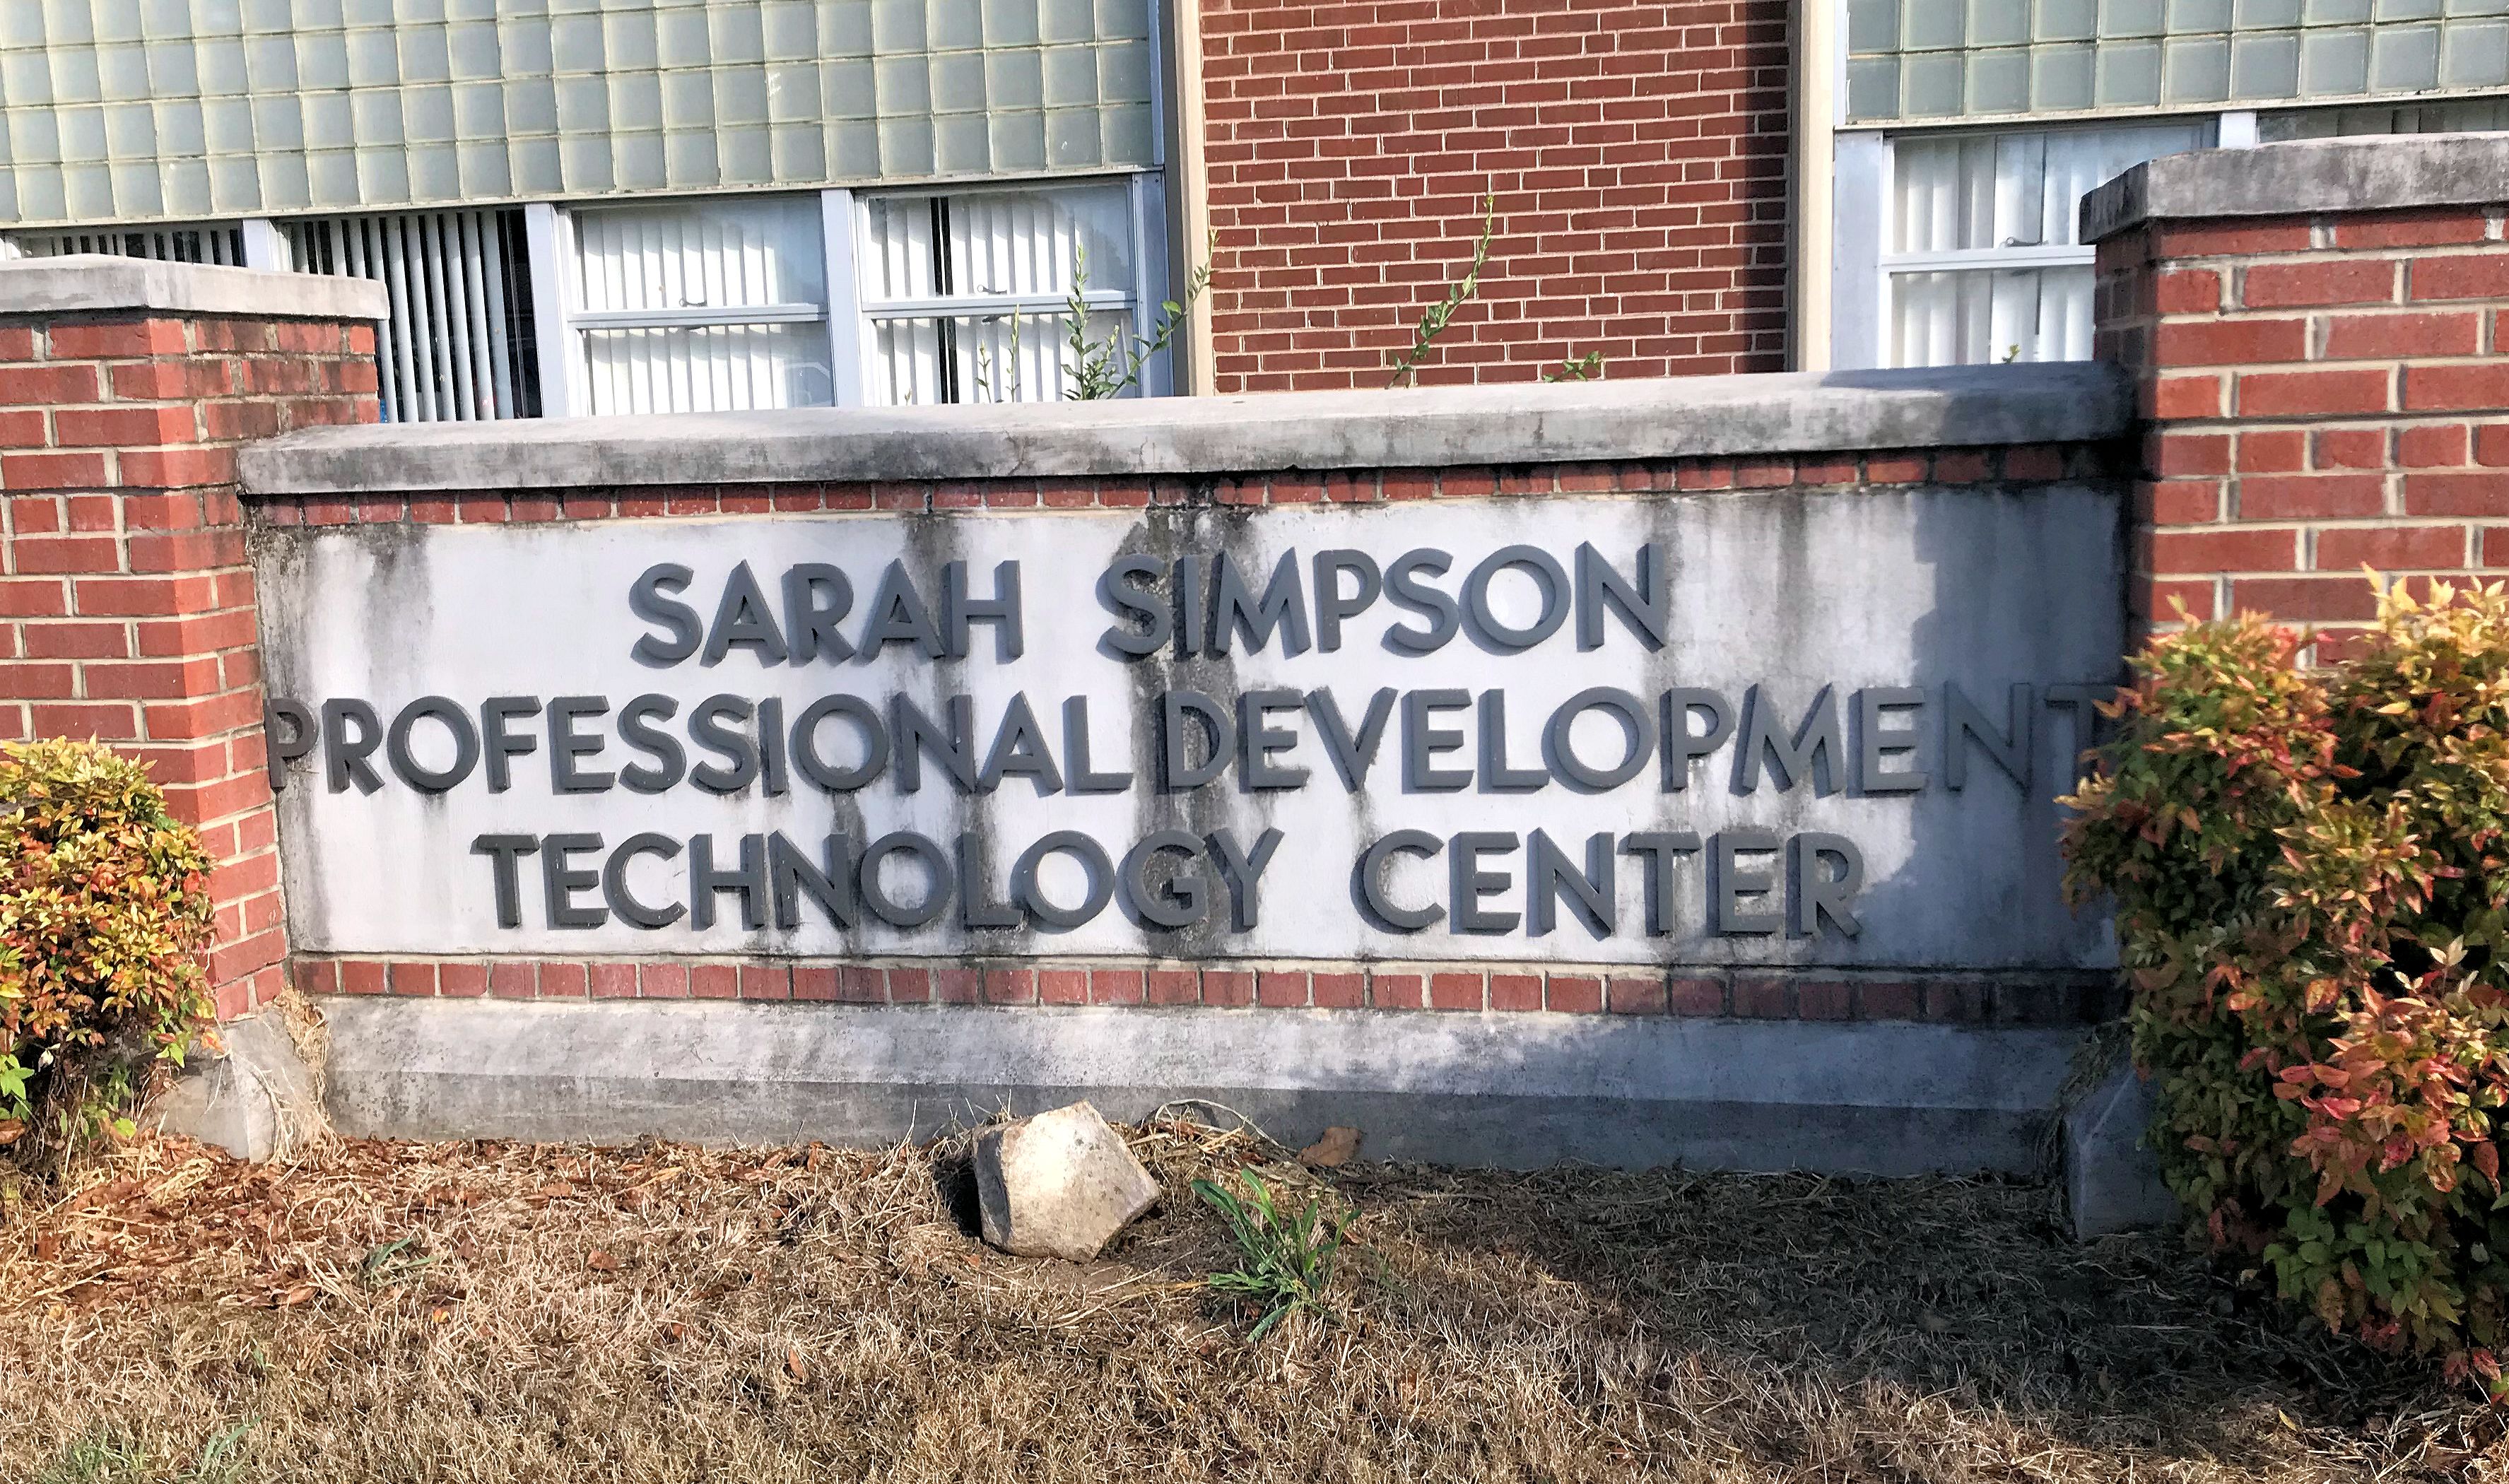 SARAH SIMPSON
PROFESSIONAL DEVELOPMENT
TECHNOLOGY CENTER